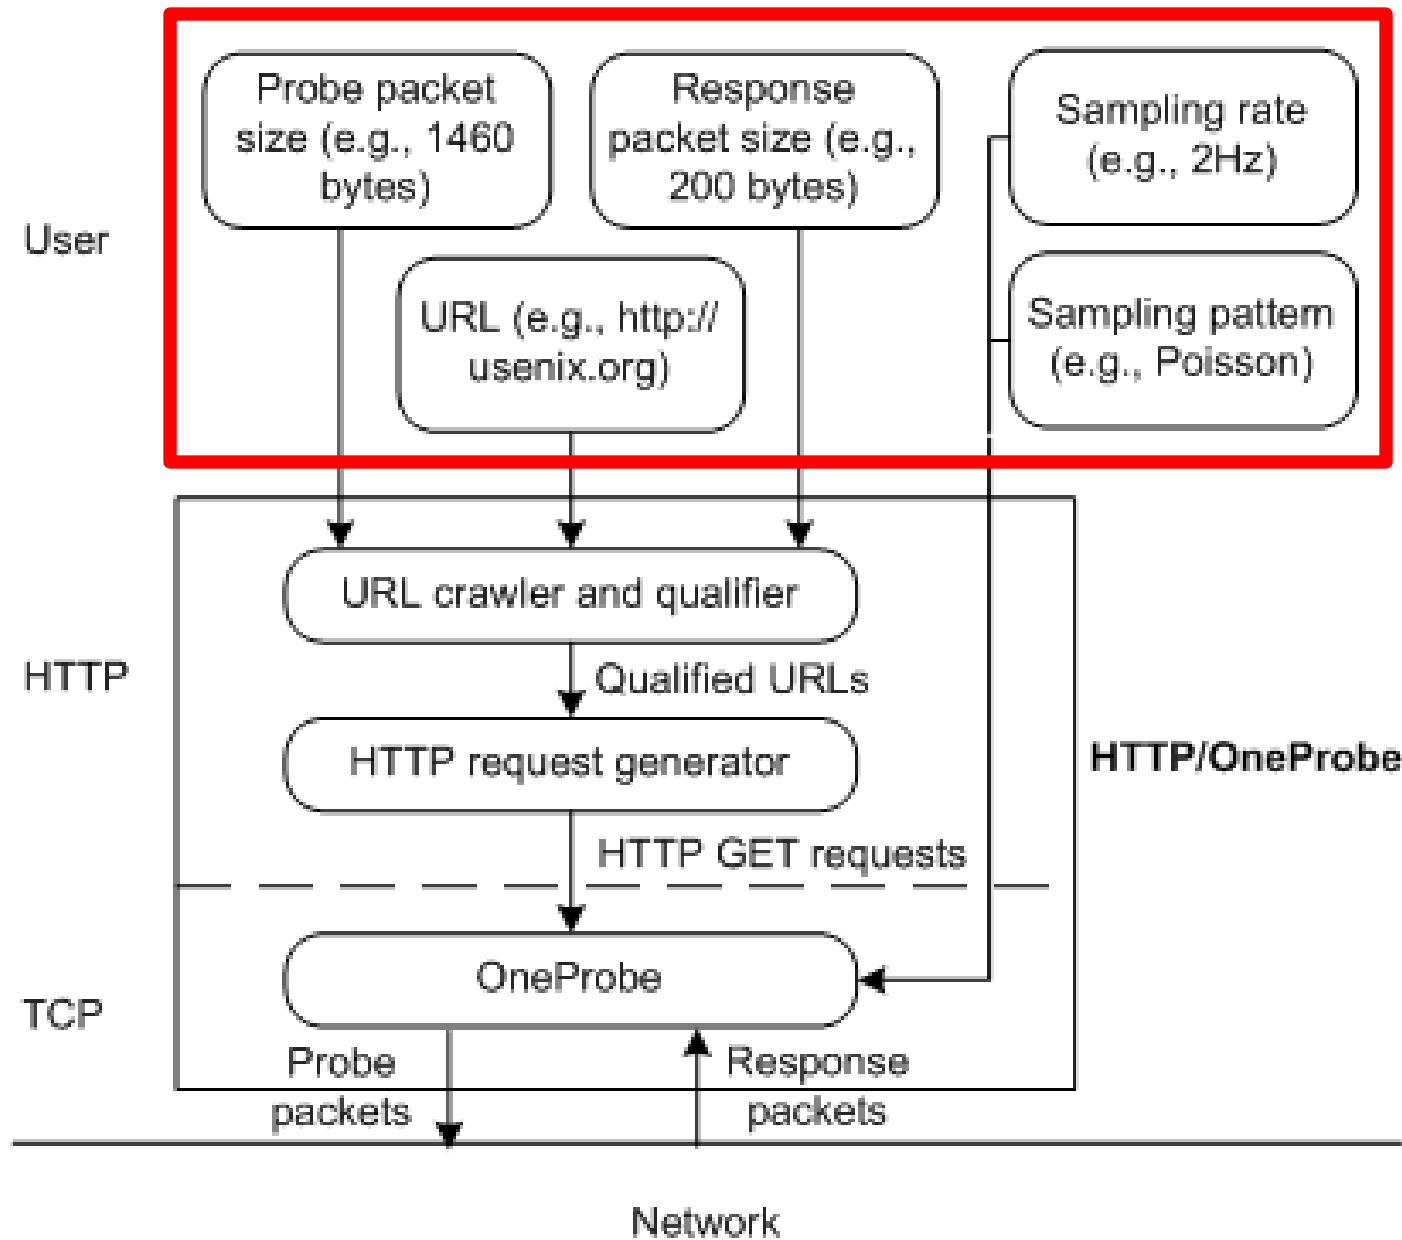 Probe packet
size (e.g., 1460
bytes)
Response
packet size (e.g.,
200 bytes)
Sampling rate
(e.g., 2Hz)
User
URL (e.g., http://
usenix.org)
Sampling pattern
(e.g., Poisson)
URL crawler and qualifier
HTTP
Qualified URLs
HTTP request generator
HTTP/OneProbe
HTTP GET requests
OneProbe
TCP
Probe
packets
Response
packets
Network